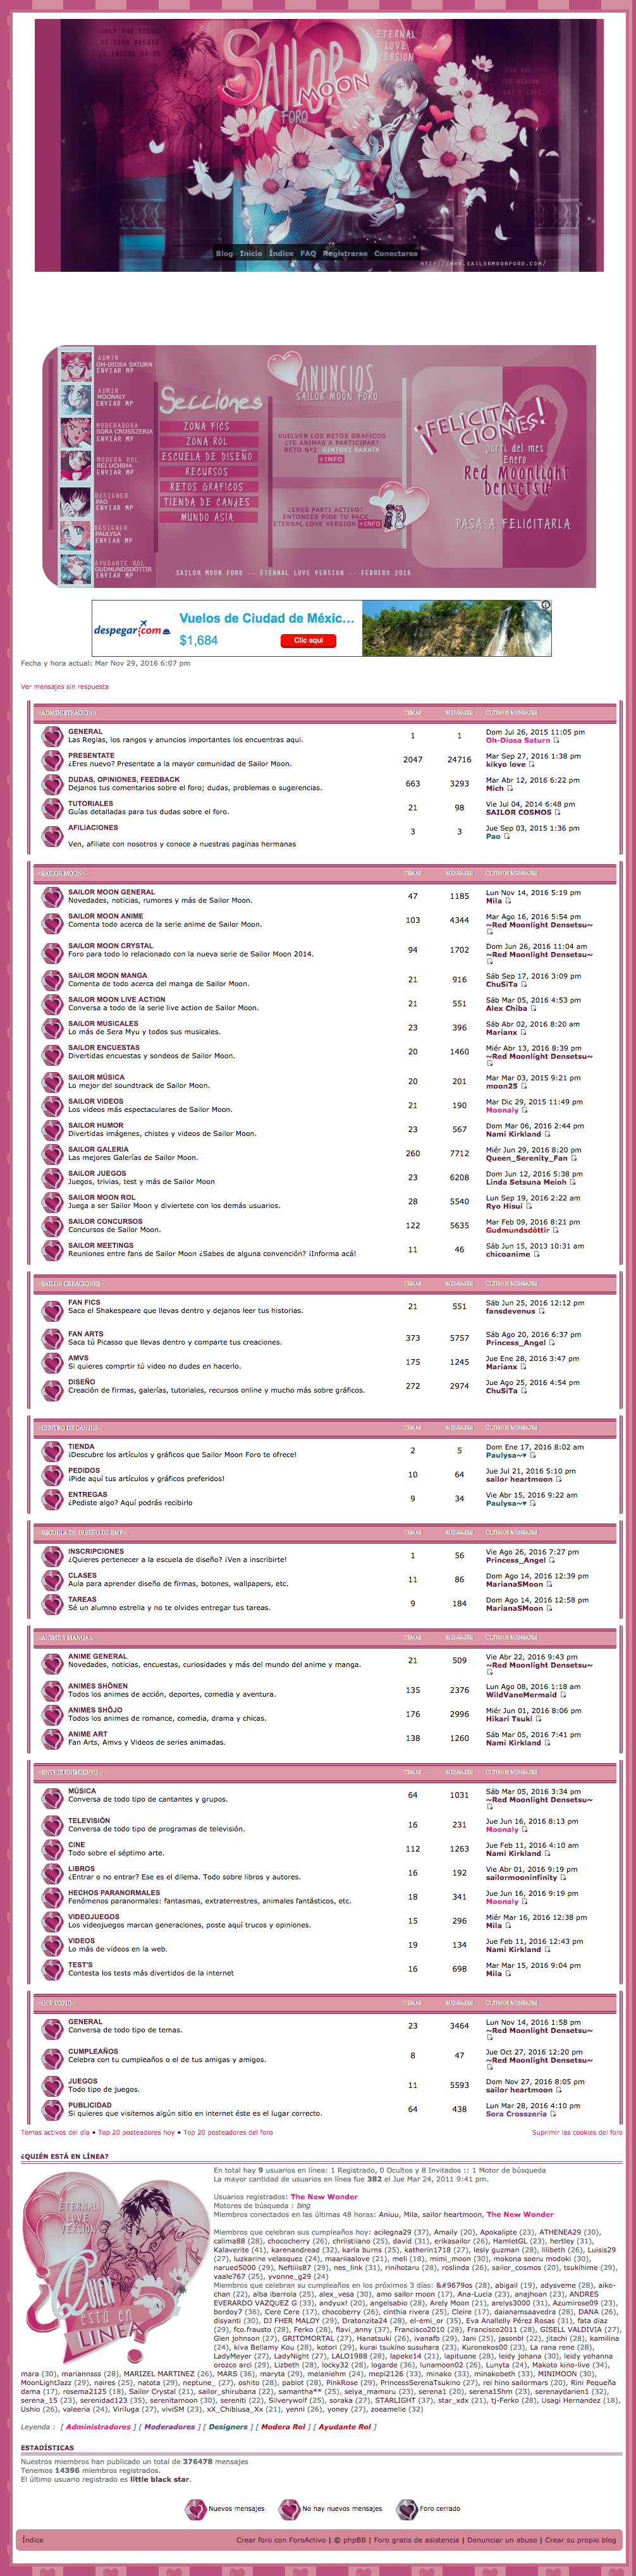 ONLY THE SOUND
OF YOUR BREATH
IS INSIDE OF ME
SAILOR MOON
FORO
ETERNAL
LOVE
VERSION
YOU ARE
THE REASON
THAT I LIVE
Blog Inicio Índice FAQ Registrarse Conectarse
HTTP://WWW.SAILORMOONFORO.COM/
ADMIN
OH-DIOSA SATURN
ENVIAR MP
ADMIN
MOONALY
ENVIAR MP
MODERADORA
SORA CROSSZERIA
ENVIAR MP
MODERA ROL
REI UCHIHA
ENVIAR MP
DESIGNER
PAO
ENVIAR MP
DESIGNER
PAULYSA
ENVIAR MP
AYUDANTE ROL
GUDMUNDSDÓTTIR
ENVIAR MP
Secciones
ZONA FICS
ZONA ROL
ESCUELA DE DISEÑO
RECURSOS
RETOS GRAFICOS
TIENDA DE CANJES
MUNDO ASIA
ANUNCIOS
SAILOR MOON FORO
VUELVEN LOS RETOS GRAFICOS
¿TE ANIMAS A PARTICIPAR?
RETO Nº2 GINTOKI SAKATA
+INFO
¿ERES PARTI ACTIVO?
ENTONCES PIDE TU PACK
ETERNAL LOVE VERSION +INFO
¡FELICITACIONES!
parti del mes
Enero
Red Moonlight
Densetsu
PASA A FELICITARLA
SAILOR MOON FORO -- ETERNAL LOVE VERSION -- FEBRERO 2016
despegar.com
Vuelos de Ciudad de Méxic...
$1,684
Clic aquí
Fecha y hora actual: Mar Nov 29, 2016 6:07 pm
Ver mensajes sin respuesta
ADMINISTRACIÓN TEMAS MENSAJES ÚLTIMOS MENSAJES
GENERAL
Las Reglas, los rangos y anuncios importantes los encuentras aqui.
1 1 Dom Jul 26, 2015 11:05 pm
Oh-Diosa Saturn
PRESENTATE
¿Eres nuevo? Presentate a la mayor comunidad de Sailor Moon.
2047 24716 Mar Sep 27, 2016 1:38 pm
kikyo love
DUDAS, OPINIONES, FEEDBACK
Dejanos tus comentarios sobre el foro; dudas, problemas o sugerencias.
663 3293 Mar Abr 12, 2016 6:22 pm
Mich
TUTORIALES
Guías detalladas para tus dudas sobre el foro.
21 98 Vie Jul 04, 2014 6:48 pm
SAILOR COSMOS
AFILIACIONES
Ven, afiliate con nosotros y conoce a nuestras paginas hermanas
3 3 Jue Sep 03, 2015 1:36 pm
Pao
SAILOR MOON TEMAS MENSAJES ÚLTIMOS MENSAJES
SAILOR MOON GENERAL
Novedades, noticias, rumores y más de Sailor Moon.
47 1185 Lun Nov 14, 2016 5:19 pm
Mila
SAILOR MOON ANIME
Comenta todo acerca de la serie anime de Sailor Moon.
103 4344 Mar Ago 16, 2016 5:54 pm
~Red Moonlight Densetsu~
SAILOR MOON CRYSTAL
Foro para todo lo relacionado con la nueva serie de Sailor Moon 2014.
94 1702 Dom Jun 26, 2016 11:04 am
~Red Moonlight Densetsu~
SAILOR MOON MANGA
Comenta de todo acerca del manga de Sailor Moon.
21 916 Sáb Sep 17, 2016 3:09 pm
ChuSiTa
SAILOR MOON LIVE ACTION
Conversa a todo de la serie live action de Sailor Moon.
21 551 Sáb Mar 05, 2016 4:53 pm
Alex Chiba
SAILOR MUSICALES
Lo más de Sera Myu y todos sus musicales.
23 396 Sáb Abr 02, 2016 8:20 am
Marianx
SAILOR ENCUESTAS
Divertidas encuestas y sondeos de Sailor Moon.
20 1460 Miér Abr 13, 2016 8:39 pm
~Red Moonlight Densetsu~
SAILOR MÚSICA
Lo mejor del soundtrack de Sailor Moon.
20 201 Mar Mar 03, 2015 9:21 pm
moon25
SAILOR VIDEOS
Los videos más espectaculares de Sailor Moon.
21 190 Mar Dic 29, 2015 11:49 pm
Moonaly
SAILOR HUMOR
Divertidas imágenes, chistes y videos de Sailor Moon.
23 567 Dom Mar 06, 2016 2:44 pm
Nami Kirkland
SAILOR GALERIA
Las mejores Galerías de Sailor Moon.
260 7712 Miér Jun 29, 2016 8:20 pm
Queen_Serenity_Fan
SAILOR JUEGOS
Juegos, trivias, test y más de Sailor Moon
23 6208 Dom Jun 12, 2016 5:38 pm
Linda Setsuna Meioh
SAILOR MOON ROL
Juega a ser Sailor Moon y diviertete con los demás usuarios.
28 5540 Lun Sep 19, 2016 2:22 am
Ryo Hisui
SAILOR CONCURSOS
Concursos de Sailor Moon.
122 5635 Mar Feb 09, 2016 8:21 pm
Gudmundsdóttir
SAILOR MEETINGS
Reuniones entre fans de Sailor Moon ¿Sabes de alguna convención? ¡Informa acá!
11 46 Sáb Jun 15, 2013 10:31 am
chicoanime
SAILOR CREACIONES TEMAS MENSAJES ÚLTIMOS MENSAJES
FAN FICS
Saca el Shakespeare que llevas dentro y dejanos leer tus historias.
21 551 Sáb Jun 25, 2016 12:12 pm
fansdevenus
FAN ARTS
Saca tú Picasso que llevas dentro y comparte tus creaciones.
373 5757 Sáb Ago 20, 2016 6:37 pm
Princess_Angel
AMVS
Si quieres comprtir tú video no dudes en hacerlo.
175 1245 Jue Ene 28, 2016 3:47 pm
Marianx
DISEÑO
Creación de firmas, galerías, tutoriales, recursos online y mucho más sobre gráficos.
272 2974 Jue Ago 25, 2016 4:54 pm
ChuSiTa
CENTRO DE CANJES TEMAS MENSAJES ÚLTIMOS MENSAJES
TIENDA
¡Descubre los artículos y gráficos que Sailor Moon Foro te ofrece!
2 5 Dom Ene 17, 2016 8:02 am
Paulysa~♥
PEDIDOS
¡Pide aquí tus artículos y gráficos preferidos!
10 64 Jue Jul 21, 2016 5:10 pm
sailor heartmoon
ENTREGAS
¿Pediste algo? Aquí podrás recibirlo
9 34 Vie Abr 15, 2016 9:22 am
Paulysa~♥
ESCUELA DE DISEÑO DE SMF TEMAS MENSAJES ÚLTIMOS MENSAJES
INSCRIPCIONES
¿Quieres pertenecer a la escuela de diseño? ¡Ven a inscribirte!
1 56 Vie Ago 26, 2016 7:27 pm
Princess_Angel
CLASES
Aula para aprender diseño de firmas, botones, wallpapers, etc.
11 86 Dom Ago 14, 2016 12:39 pm
MarianaSMoon
TAREAS
Sé un alumno estrella y no te olvides entregar tus tareas.
9 184 Dom Ago 14, 2016 12:58 pm
MarianaSMoon
ANIME Y MANGA TEMAS MENSAJES ÚLTIMOS MENSAJES
ANIME GENERAL
Novedades, noticias, encuestas, curiosidades y más del mundo del anime y manga.
21 509 Vie Abr 22, 2016 9:43 pm
~Red Moonlight Densetsu~
ANIMES SHÔNEN
Todos los animes de acción, deportes, comedia y aventura.
135 2376 Lun Ago 08, 2016 1:18 am
WildVaneMermaid
ANIMES SHÔJO
Todos los animes de romance, comedia, drama y chicas.
176 2996 Miér Jun 01, 2016 8:06 pm
Hikari Tsuki
ANIME ART
Fan Arts, Amvs y Videos de series animadas.
138 1260 Sáb Mar 05, 2016 7:41 pm
Nami Kirkland
ENTRETENIMIENTO TEMAS MENSAJES ÚLTIMOS MENSAJES
MÚSICA
Conversa de todo tipo de cantantes y grupos.
64 1031 Sáb Mar 05, 2016 3:34 pm
~Red Moonlight Densetsu~
TELEVISIÓN
Conversa de todo tipo de programas de televisión.
16 231 Jue Jun 16, 2016 8:13 pm
Moonaly
CINE
Todo sobre el séptimo arte.
112 1263 Jue Feb 11, 2016 4:10 am
Nami Kirkland
LIBROS
¿Entrar o no entrar? Ese es el dilema. Todo sobre libros y autores.
16 192 Vie Abr 01, 2016 9:19 pm
sailormooninfinity
HECHOS PARANORMALES
Fenómenos paranormales: fantasmas, extraterrestres, animales fantásticos, etc.
18 341 Jue Jun 16, 2016 9:19 pm
Moonaly
VIDEOJUEGOS
Los videojuegos marcan generaciones, poste aquí trucos y opiniones.
15 296 Miér Mar 16, 2016 12:38 pm
Mila
VIDEOS
Lo más de videos en la web.
19 134 Jue Feb 11, 2016 12:43 pm
Nami Kirkland
TEST'S
Contesta los tests más divertidos de la internet
16 698 Mar Mar 15, 2016 9:04 pm
Mila
OFF TOPIC TEMAS MENSAJES ÚLTIMOS MENSAJES
GENERAL
Conversa de todo tipo de temas.
23 3464 Lun Nov 14, 2016 1:58 pm
~Red Moonlight Densetsu~
CUMPLEAÑOS
Celebra con tu cumpleaños o el de tus amigas y amigos.
8 47 Jue Oct 27, 2016 12:20 pm
~Red Moonlight Densetsu~
JUEGOS
Todo tipo de juegos.
11 5593 Dom Nov 27, 2016 8:05 pm
sailor heartmoon
PUBLICIDAD
Si quieres que visitemos algún sitio en internet éste es el lugar correcto.
64 438 Lun Mar 28, 2016 4:10 pm
Sora Crosszeria
Temas activos del día • Top 20 posteadores hoy • Top 20 posteadores del foro Suprimir las cookies del foro
¿QUIÉN ESTÁ EN LÍNEA?
ETERNAL
LOVE
VERSION
Quien
está en
LINEA?
En total hay 9 usuarios en línea: 1 Registrado, 0 Ocultos y 8 Invitados :: 1 Motor de búsqueda
La mayor cantidad de usuarios en línea fue 382 el Jue Mar 24, 2011 9:41 pm.
Usuarios registrados: The New Wonder
Motores de búsqueda : bing
Miembros conectados en las últimas 48 horas: Aniuu, Mila, sailor heartmoon, The New Wonder
Miembros que celebran sus cumpleaños hoy: acilegna29 (37), Amaily (20), Apokalipte (23), ATHENEA29 (30),
calima88 (28), chococherry (26), chriistiiano (25), david (31), erikasailor (26), HamletGL (23), hertley (31),
Kalaverite (41), karenandread (32), karla burns (25), katherin1718 (27), lesly guzman (28), lilibeth (26), Luisis29
(27), luzkarine velasquez (24), maariiaalove (21), meli (18), mimi_moon (30), mokona soeru modoki (30),
narued5000 (29), Neftiiis87 (29), nes_link (31), rinihotaru (28), roslinda (26), sailor_cosmos (20), tsukihime (29),
vaale767 (25), yvonne_g29 (24)
Miembros que celebran su cumpleaños en los próximos 3 días: &#9679os (28), abigail (19), adysveme (28), aiko-
chan (22), alba ibarrola (25), alex_vesa (30), amo sailor moon (17), Ana-Lucia (23), anajhoan (23), ANDRES
EVERARDO VAZQUEZ G (33), andyux! (20), angelsabio (28), Arely Moon (21), arelys3000 (31), Azumirose09 (23),
bordoy7 (36), Cere Cere (17), chocoberry (26), cinthia rivera (25), Cleire (17), daianamsaavedra (28), DANA (26),
disyanti (30), DJ FHER MALOY (29), Dratonzita24 (28), el-emi_or (35), Eva Analielly Pérez Rosas (31), fata diaz
(29), fco.frausto (28), Ferko (28), flavi_anny (37), Francisco2010 (28), Francisco2011 (28), GISELL VALDIVIA (27),
Glen johnson (27), GRITOMORTAL (27), Hanatsuki (26), ivanafb (29), Jani (25), jasonbl (22), jitachi (28), kamilina
(24), kiva Bellamy Kou (28), kotori (29), kurai tsukino tsukusama (23), Kuronekos00 (23), La rana rene (28),
LadyMeyer (27), LadyNight (27), LALO1988 (28), lapeke14 (21), lapituone (28), leidy johana (30), leidy yohanna
orozco arci (29), Lizbeth (28), locky32 (28), logarde (36), lunamoon02 (26), Lunyta (24), Makoto kino-live (34),
mara (30), mariannsss (28), MARIZEL MARTINEZ (26), MARS (36), maryta (29), melaniehm (24), mepi2126 (33), minako (33), minakobeth (33), MINIMOON (30),
MoonLightJazz (29), naires (25), natota (29), neptune_ (27), oshito (28), pablot (28), PinkRose (29), PrincessSerenaTsukino (27), rei hino sailormars (20), Rini Pequeña
dama (17), rosema2125 (18), Sailor Crystal (21), sailor_shirubana (22), samantha** (25), seiya_mamoru (23), serena1 (20), serena15hm (23), serenaydarien1 (32),
serena_15 (23), serenidad123 (35), serenitamoon (30), sereniti (22), Silverywolf (25), soraka (27), STARLIGHT (37), star_xdx (21), tj-Ferko (28), Usagi Hernandez (18),
Ushio (26), valeeria (24), Viriluga (27), viviSM (23), xX_Chibiusa_Xx (21), yenni (26), yoney (27), zoeamelie (32)
Leyenda : [ Administradores ] [ Moderadores ] [ Designers ] [ Modera Rol ] [ Ayudante Rol ]
ESTADÍSTICAS
Nuestros miembros han publicado un total de 376478 mensajes
Tenemos 14396 miembros registrados.
El último usuario registrado es little black star.
Nuevos mensajes No hay nuevos mensajes Foro cerrado
Índice Crear foro con ForoActivo | © phpBB | Foro gratis de asistencia | Denunciar un abuso | Crear su propio blog